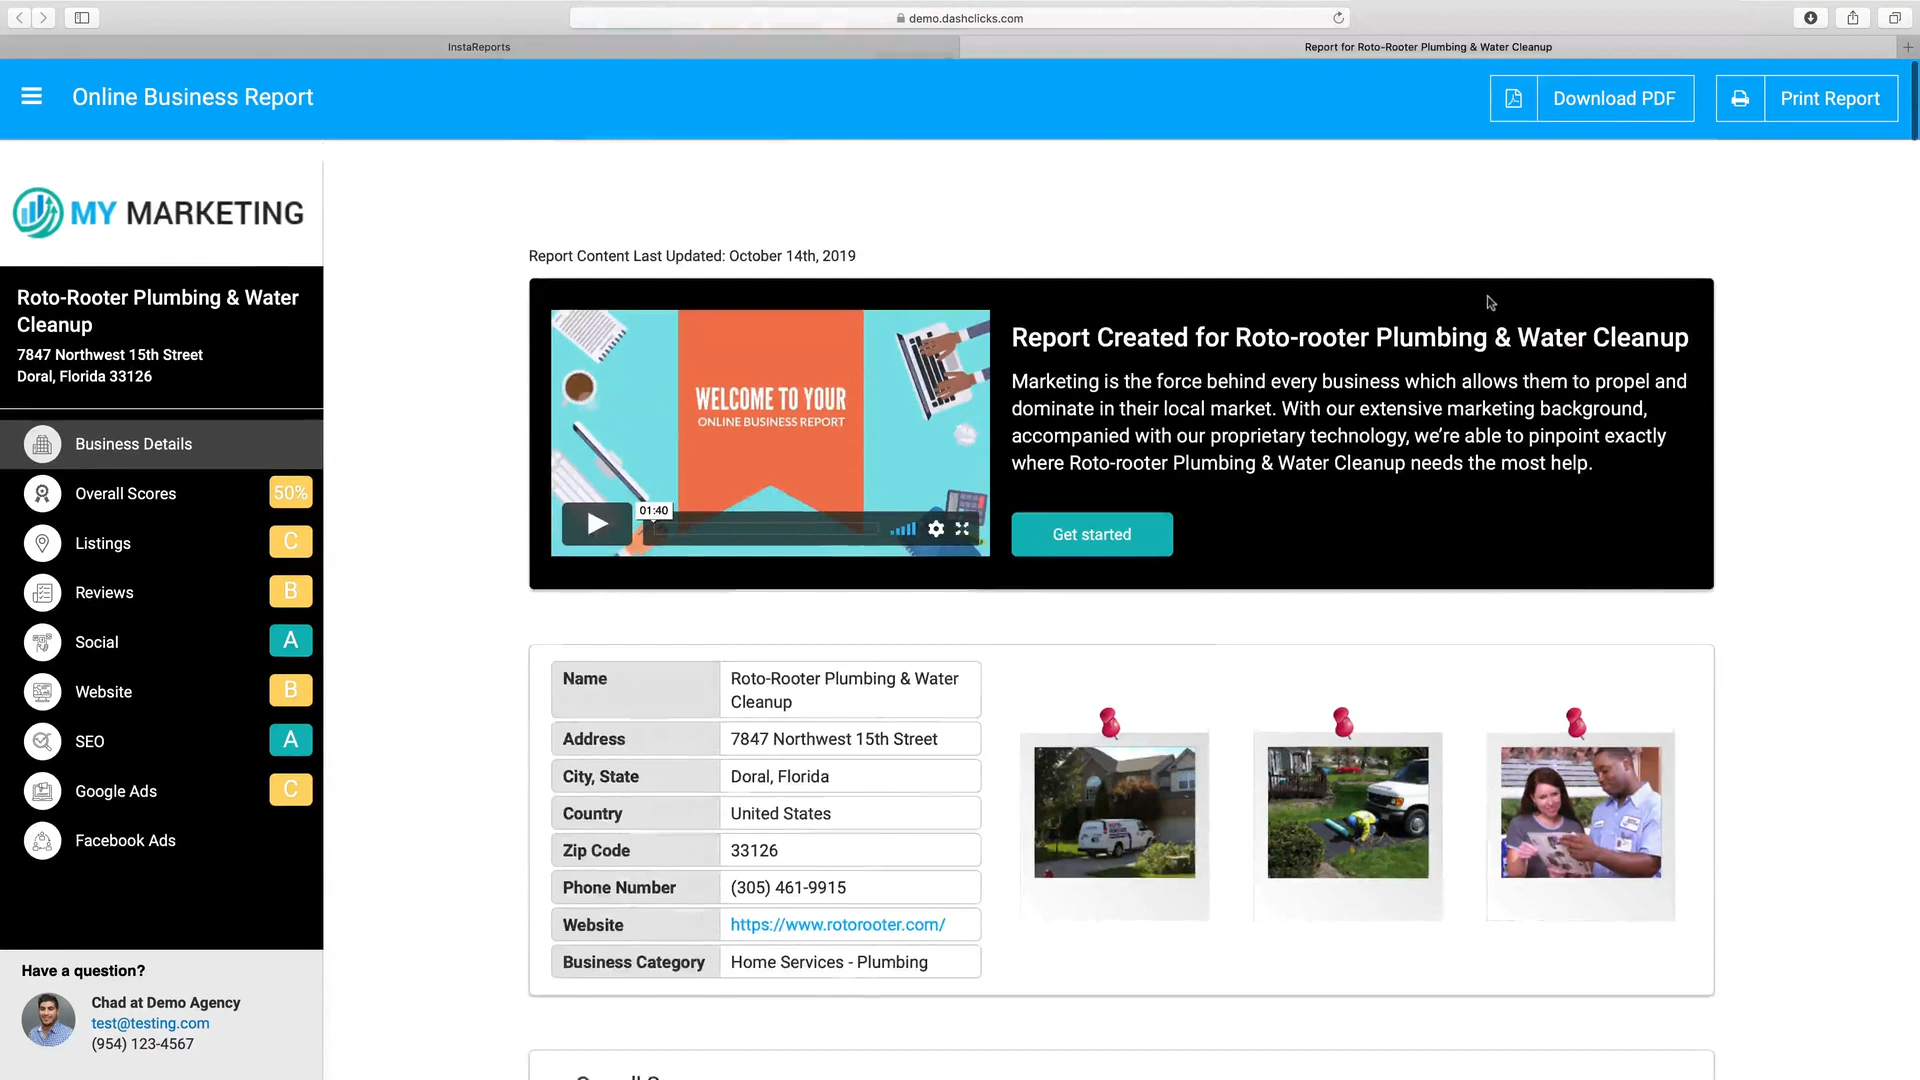 demo.dashclicks.com
InstaReports
Report for Roto-Rooter Plumbing & Water Cleanup
Online Business Report
Download PDF
Print Report
MY MARKETING
Roto-Rooter Plumbing & Water
Cleanup
7847 Northwest 15th Street
Doral, Florida 33126
Business Details
Overall Scores 50%
Listings C
Reviews B
Social A
Website B
SEO A
Google Ads C
Facebook Ads
Have a question?
Chad at Demo Agency
test@testing.com
(954) 123-4567
Report Content Last Updated: October 14th, 2019
WELCOME TO YOUR
ONLINE BUSINESS REPORT
01:40
Report Created for Roto-rooter Plumbing & Water Cleanup
Marketing is the force behind every business which allows them to propel and
dominate in their local market. With our extensive marketing background,
accompanied with our proprietary technology, we’re able to pinpoint exactly
where Roto-rooter Plumbing & Water Cleanup needs the most help.
Get started
Name Roto-Rooter Plumbing & Water
Cleanup
Address 7847 Northwest 15th Street
City, State Doral, Florida
Country United States
Zip Code 33126
Phone Number (305) 461-9915
Website https://www.rotorooter.com/
Business Category Home Services - Plumbing